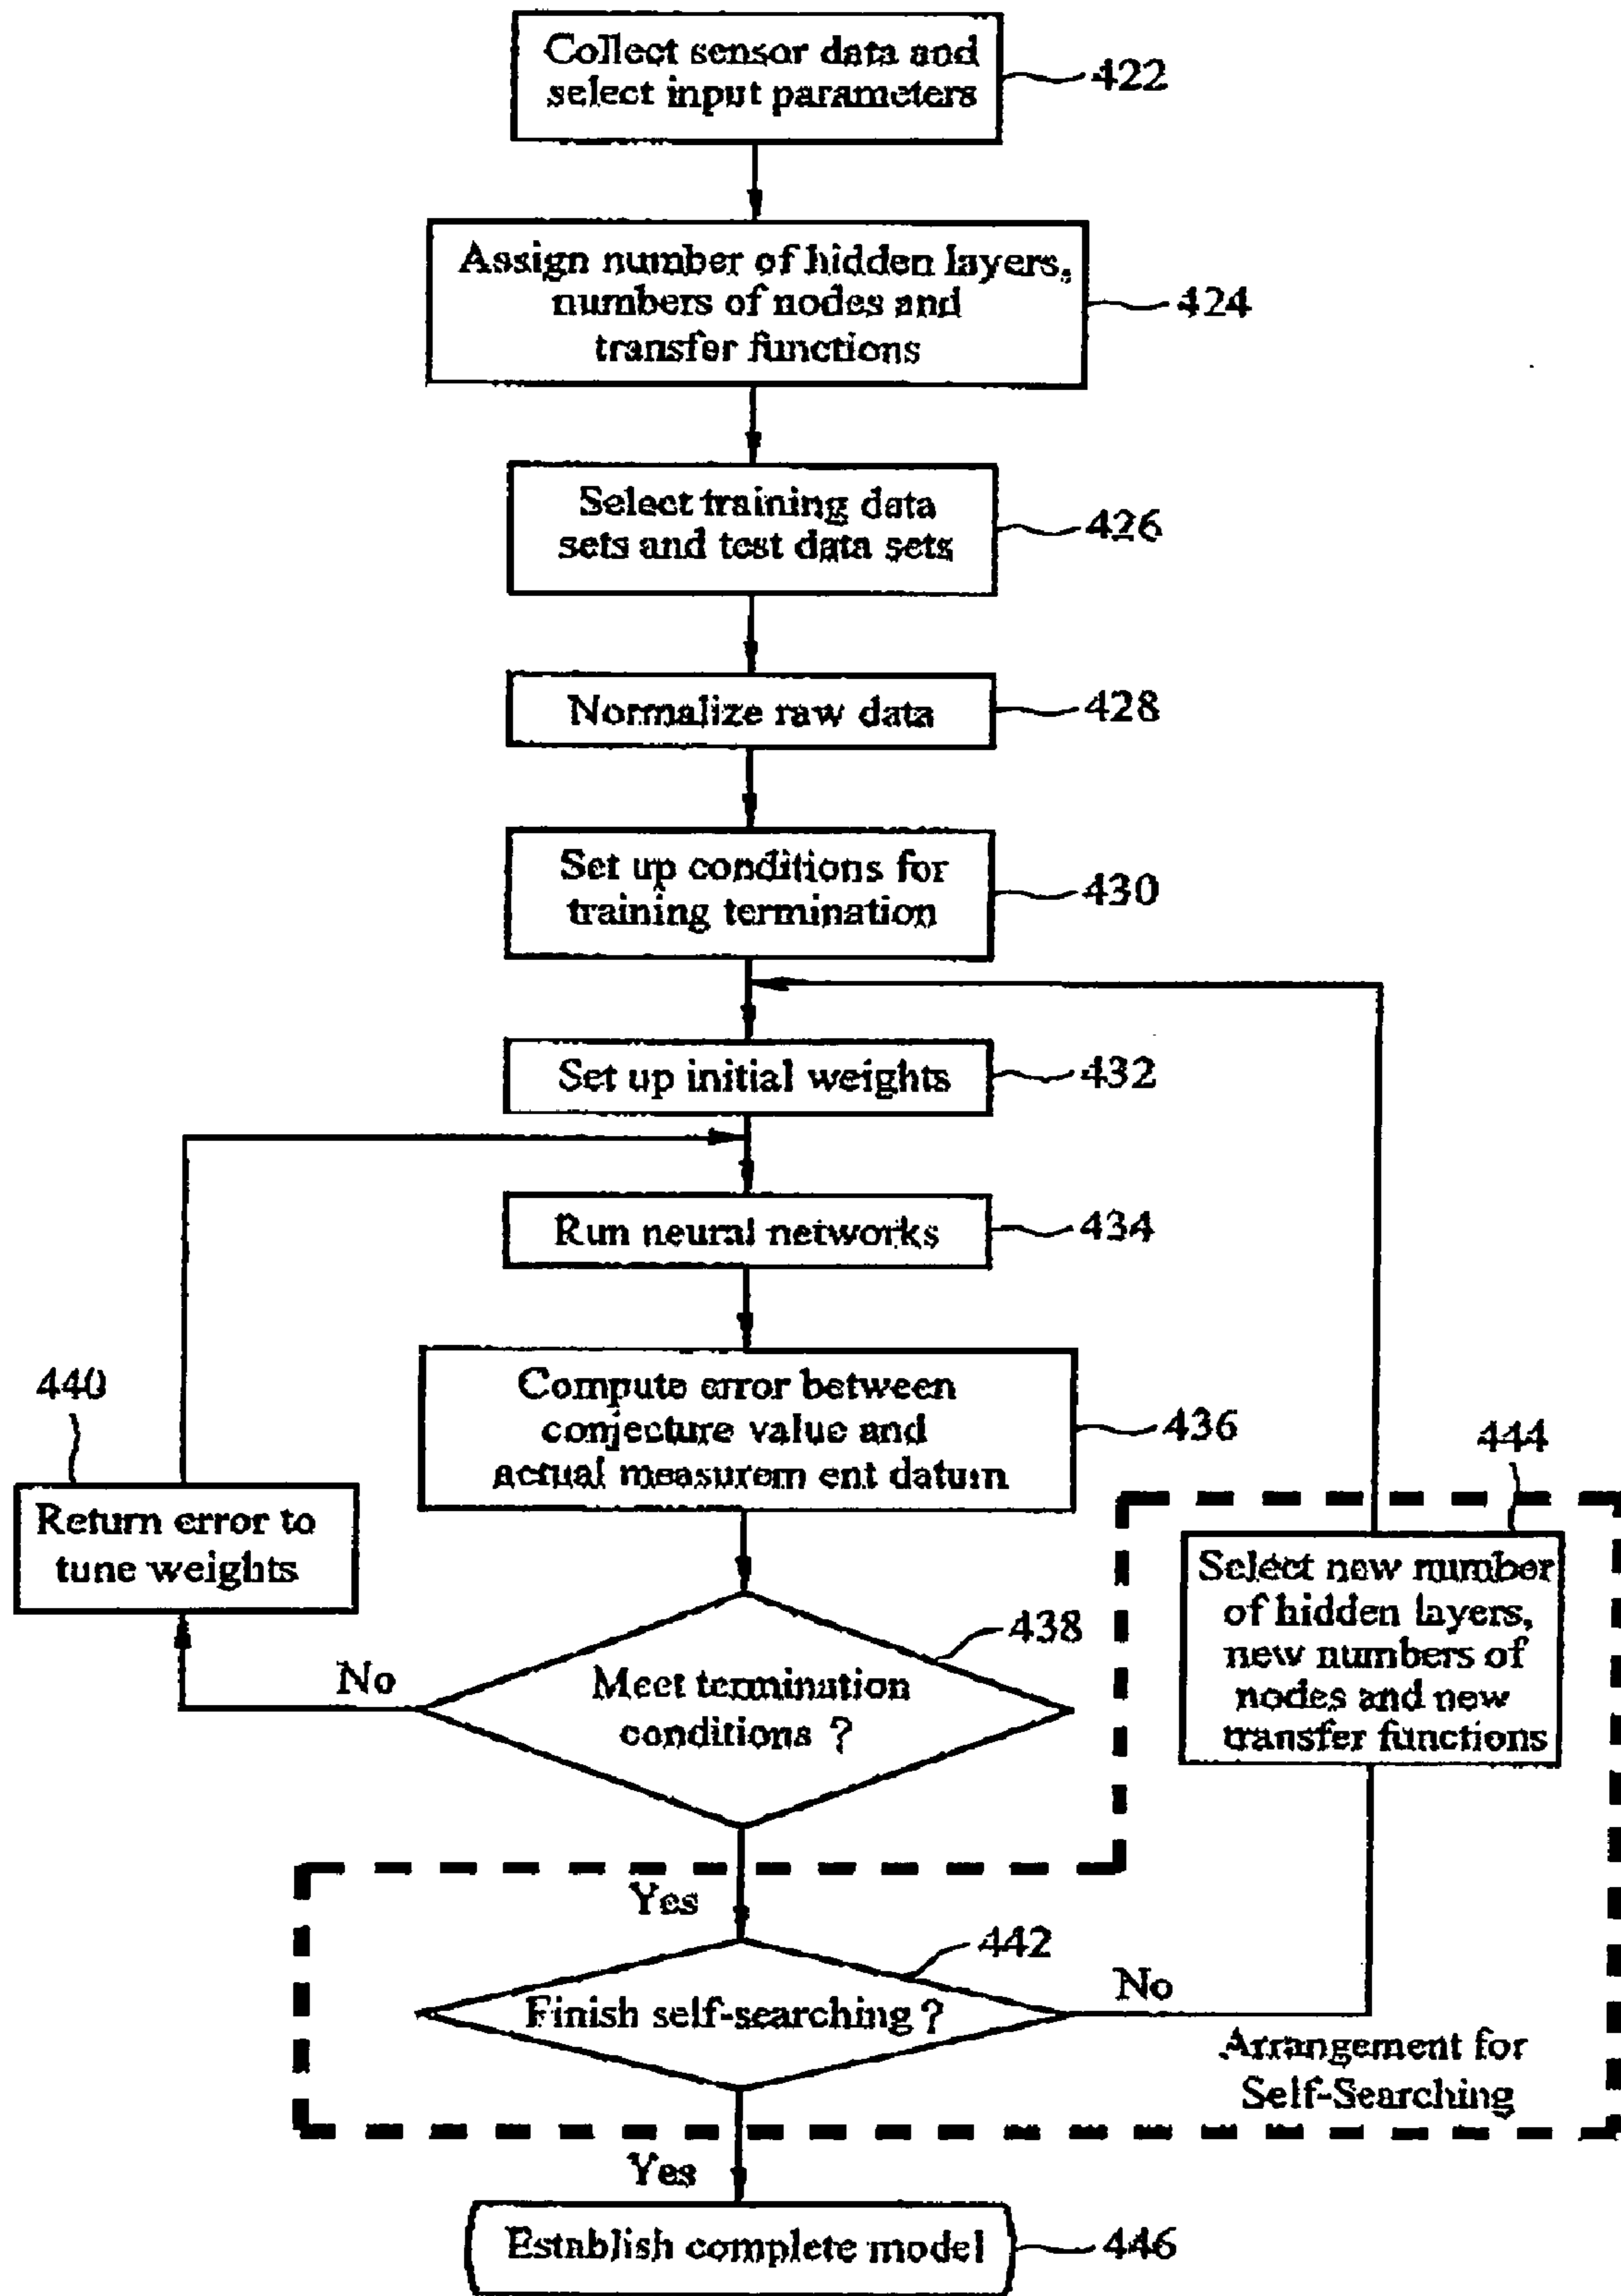 Collect sensor data and
select input parameters
422
Assign number of hidden layers,
numbers of nodes and
transfer functions
424
Select training data
sets and test data sets
426
Normalize raw data
428
Set up conditions for
training termination
430
Set up initial weights
432
Run neural networks
434
Compute error between
conjecture value and
actual measurem ent datum
436
440
Return error to
tune weights
444
Select new number
of hidden layers,
new numbers of
nodes and new
transfer functions
438
No
Meet termination
conditions ?
Yes
442
Finish self-searching ?
No
Arrangement for
Self-Searching
Yes
Establish complete model
446